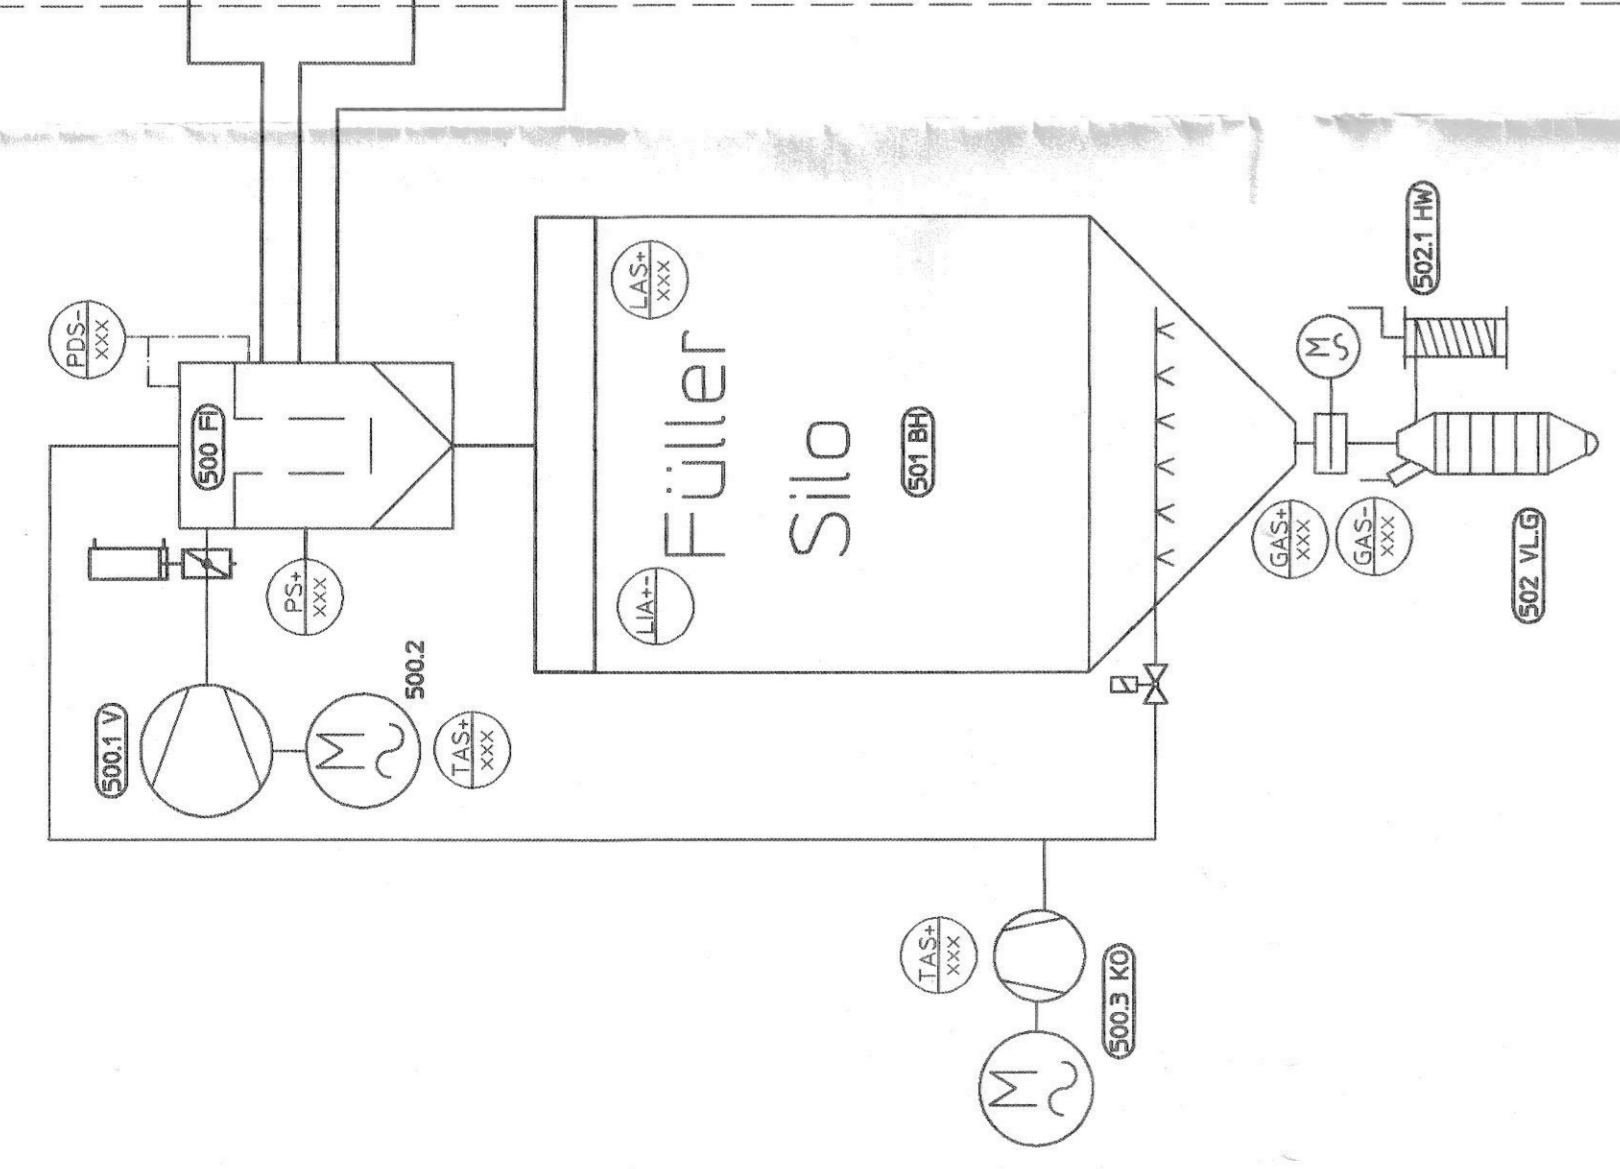 PDS-
xxx
500 FI
PS+
xxx
500.1 V
M
500.2
TAS+
xxx
LAS+
xxx
LIA+-
Füller
Silo
501 BH
502.1 HW
M
GAS+
xxx
GAS-
xxx
502 VL.G
TAS+
xxx
M
500.3 KO